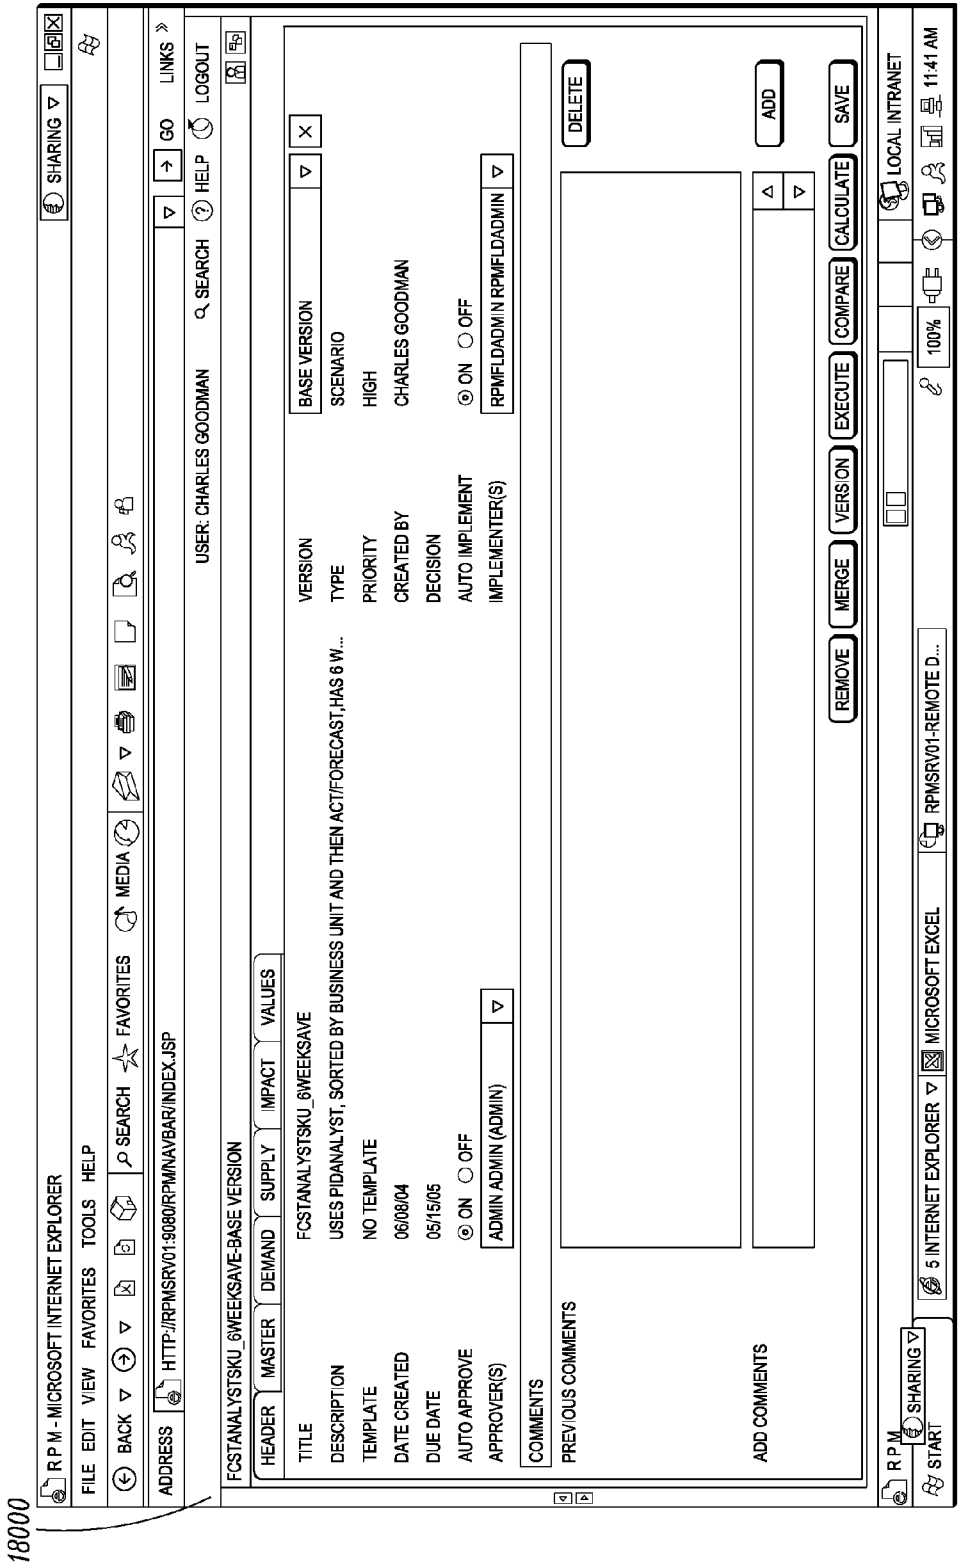 18000
R P M - MICROSOFT INTERNET EXPLORER SHARING
FILE EDIT VIEW FAVORITES TOOLS HELP
BACK SEARCH FAVORITES MEDIA
ADDRESS HTTP://RPMSRV01:9080/RPM/NAVBAR/INDEX.JSP GO LINKS »
USER: CHARLES GOODMAN SEARCH ? HELP LOGOUT
FCSTANALYSTSKU_6WEEKSAVE-BASE VERSION
HEADER MASTER DEMAND SUPPLY IMPACT VALUES
TITLE FCSTANALYSTSKU_6WEEKSAVE VERSION BASE VERSION X
DESCRIPTION USES PIDANALYST, SORTED BY BUSINESS UNIT AND THEN ACT/FORECAST,HAS 6 W... TYPE SCENARIO
TEMPLATE NO TEMPLATE PRIORITY HIGH
DATE CREATED 06/08/04 CREATED BY CHARLES GOODMAN
DUE DATE 05/15/05 DECISION
AUTO APPROVE ON OFF AUTO IMPLEMENT ON OFF
APPROVER(S) ADMIN ADMIN (ADMIN) IMPLEMENTER(S) RPMFLDADMIN RPMFLDADMIN
COMMENTS
PREVIOUS COMMENTS DELETE
ADD COMMENTS ADD
REMOVE MERGE VERSION EXECUTE COMPARE CALCULATE SAVE
R P M LOCAL INTRANET
SHARING
START 5 INTERNET EXPLORER MICROSOFT EXCEL RPMSRV01-REMOTE D... 100% 11:41 AM